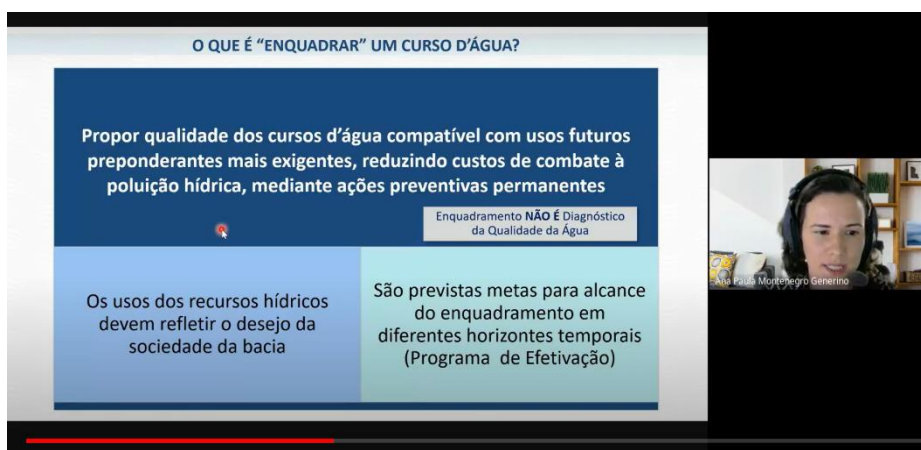 O QUE É “ENQUADRAR” UM CURSO D’ÁGUA?
Propor qualidade dos cursos d’água compatível com usos futuros
preponderantes mais exigentes, reduzindo custos de combate à
poluição hídrica, mediante ações preventivas permanentes
Enquadramento NÃO É Diagnóstico
da Qualidade da Água
Os usos dos recursos hídricos
devem refletir o desejo da
sociedade da bacia
São previstas metas para alcance
do enquadramento em
diferentes horizontes temporais
(Programa de Efetivação)
Ana Paula Montenegro Generino